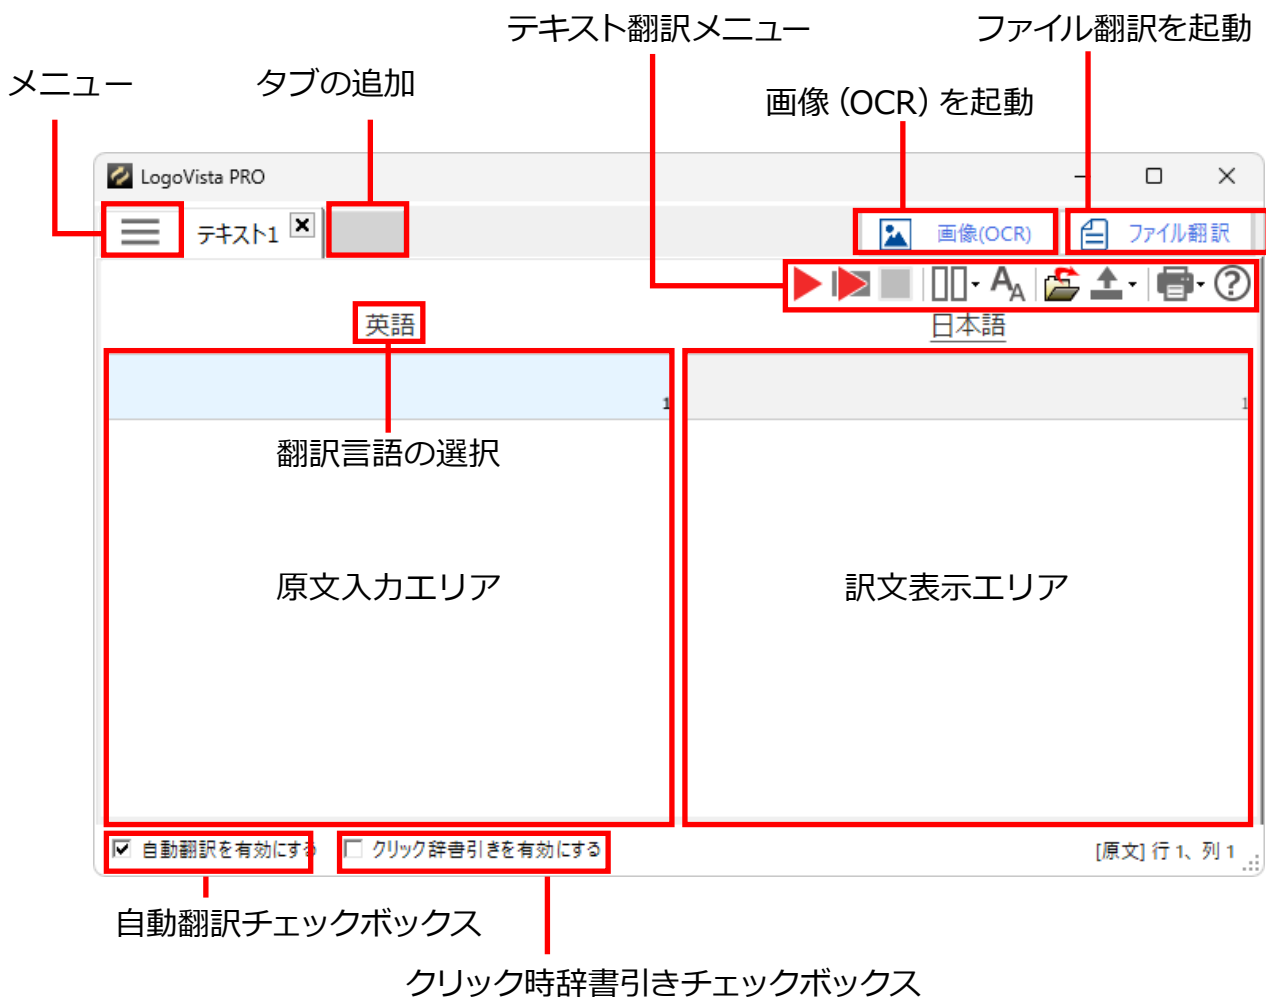 テキスト翻訳メニュー
ファイル翻訳を起動
メニュー
タブの追加
画像（OCR）を起動
LogoVista PRO
テキスト1
画像(OCR)
ファイル翻訳
英語
日本語
1
1
翻訳言語の選択
原文入力エリア
訳文表示エリア
自動翻訳を有効にする
クリック辞書引きを有効にする
[原文] 行 1、列 1
自動翻訳チェックボックス
クリック時辞書引きチェックボックス